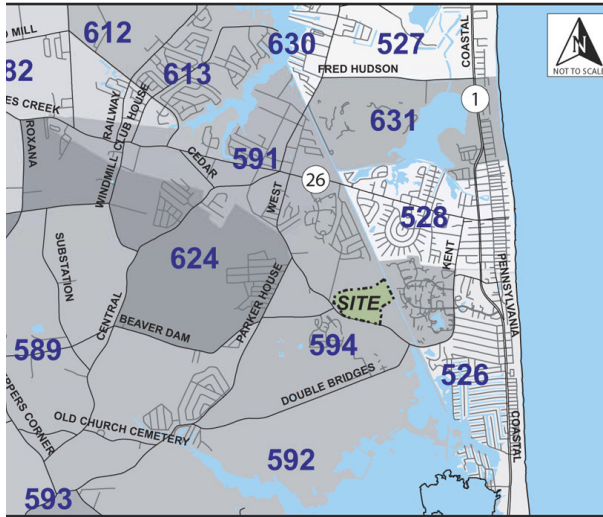 612
630
527
COASTAL
N
NOT TO SCALE
MILL
82
613
FRED HUDSON
1
ES CREEK
RAILWAY
CLUB HOUSE
631
ROXANA
WINDMILL
591
CEDAR
26
WEST
528
KENT
SUBSTATION
624
PENNSYLVANIA
CENTRAL
PARKER HOUSE
SITE
BEAVER DAM
589
594
526
DOUBLE BRIDGES
PPERS CORNER
OLD CHURCH CEMETERY
COASTAL
592
593